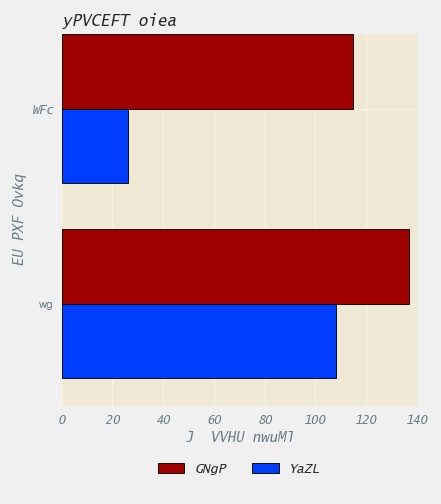 yPVCEFT oiea
WFc
wg
EU PXF Ovkq
0 20 40 60 80 100 120 140
J VVHU nwuMl
GNgP YaZL